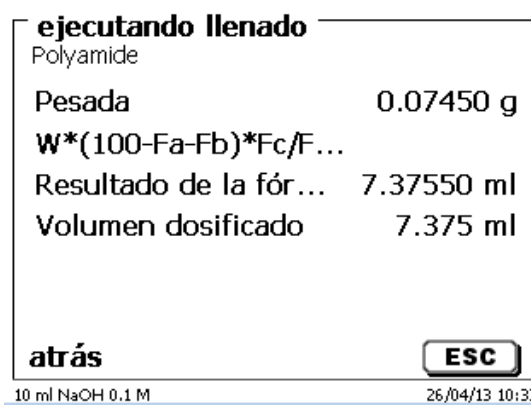 ejecutando llenado
Polyamide
Pesada 0.07450 g
W*(100-Fa-Fb)*Fc/F...
Resultado de la fór... 7.37550 ml
Volumen dosificado 7.375 ml
atrás ESC
10 ml NaOH 0.1 M 26/04/13 10:3